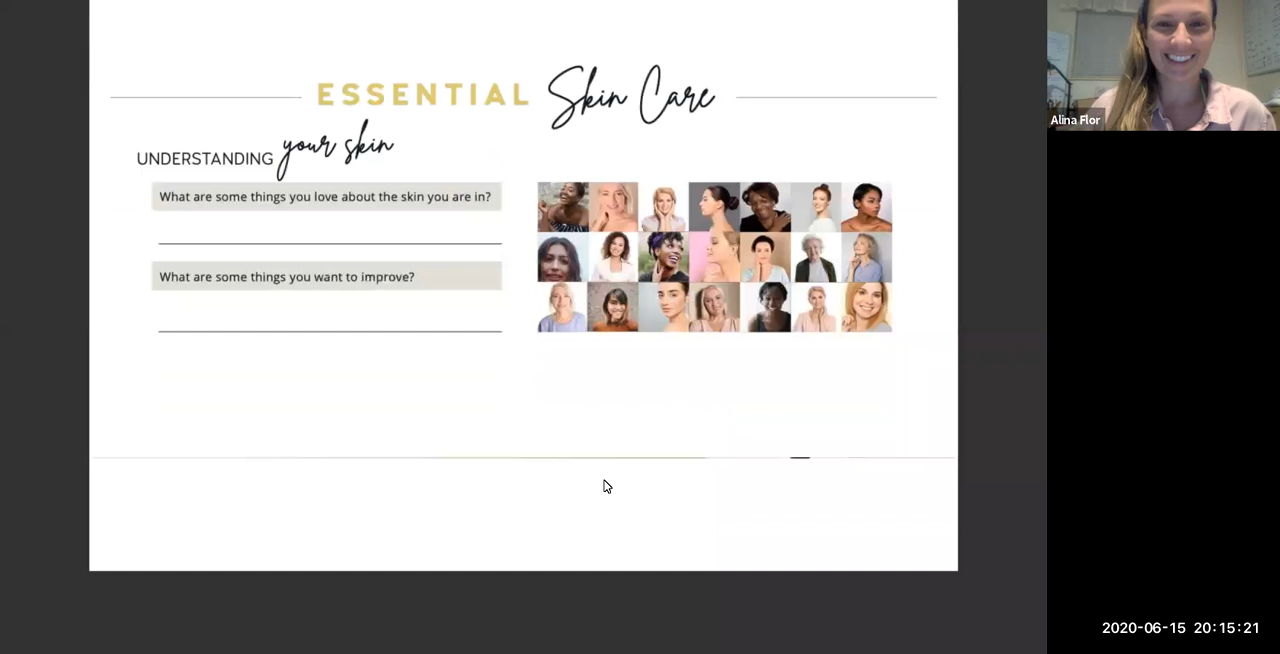 ESSENTIAL Skin Care
UNDERSTANDING your skin
What are some things you love about the skin you are in?
What are some things you want to improve?
Alina Flor
2020-06-15 20:15:21